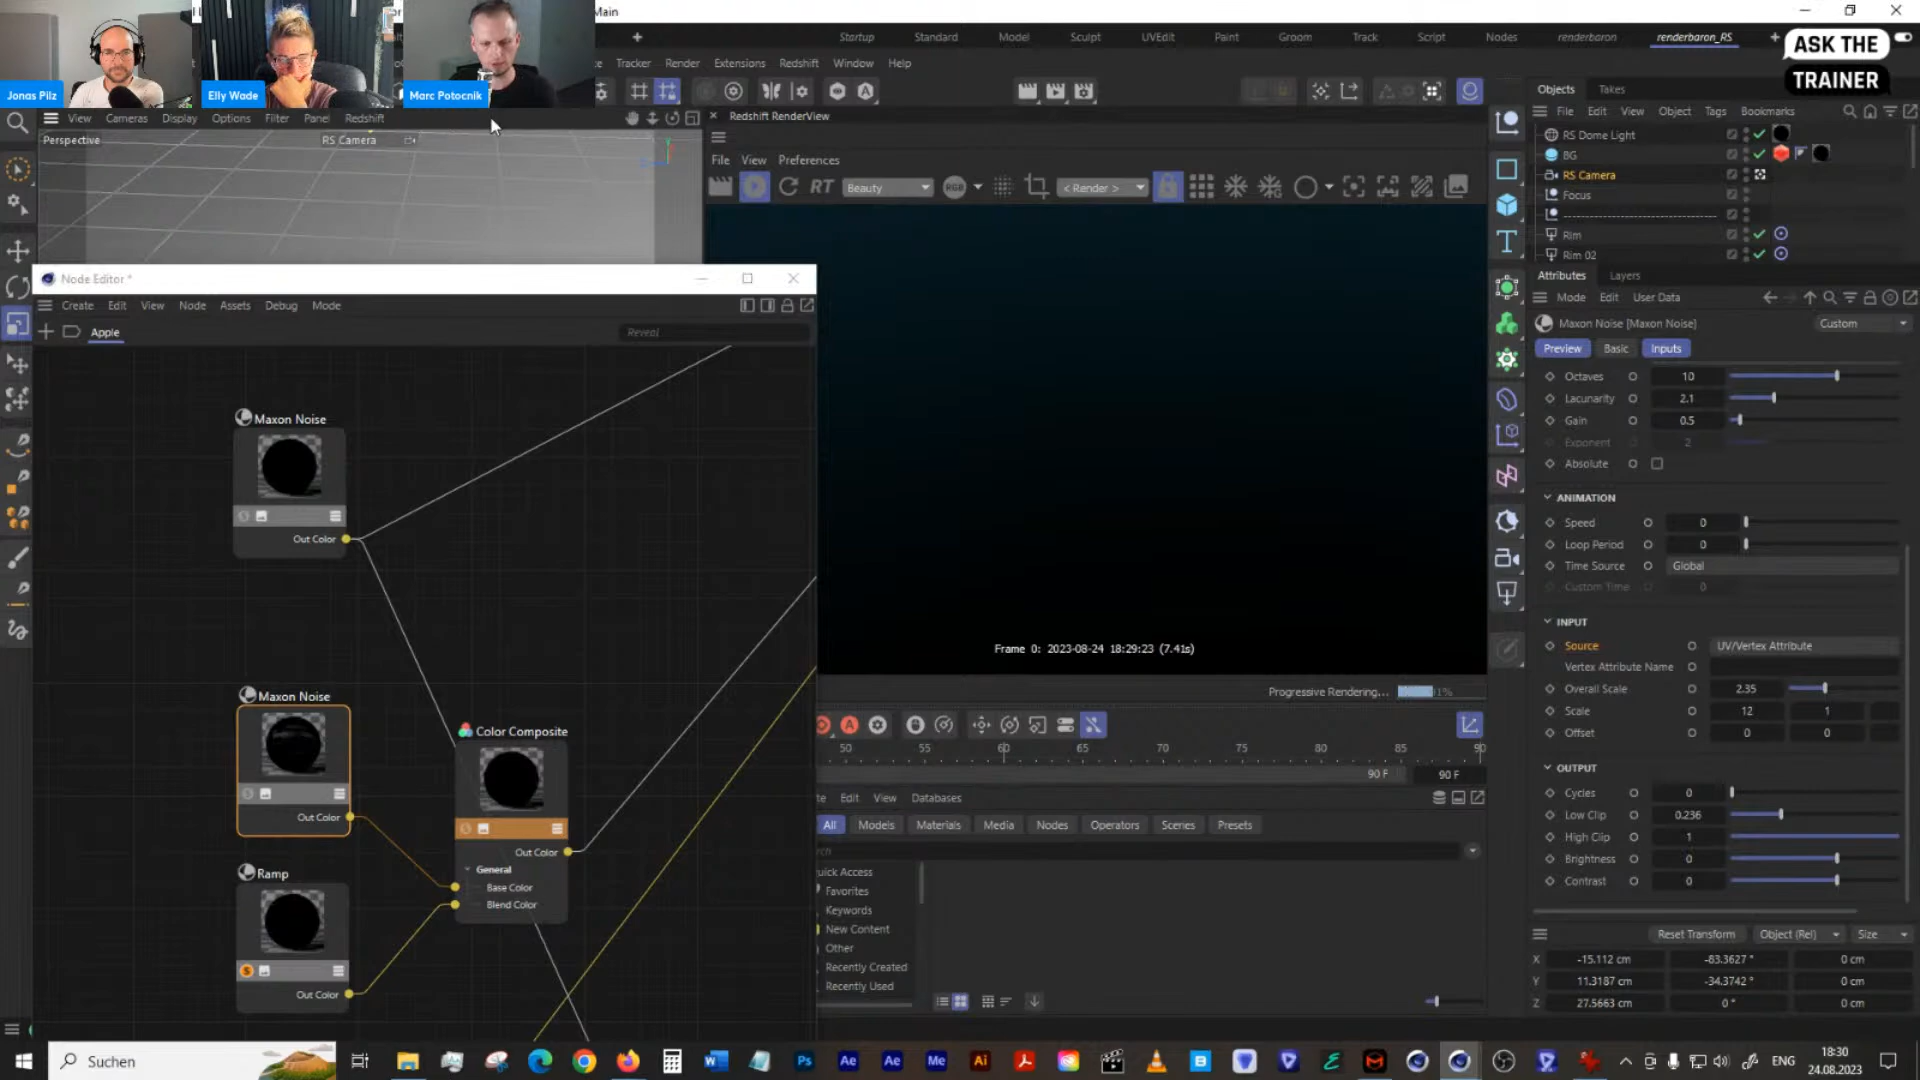 Main
Tracker Render Extensions Redshift Window Help
Startup Standard Model Sculpt UVEdit Paint Groom Track Script Nodes renderbaron renderbaron_RS
ASK THE
TRAINER
Jonas Pilz
Elly Wade
Marc Potocnik
View Cameras Display Options Filter Panel Redshift
Perspective
RS Camera
Redshift RenderView
File View Preferences
RT
Beauty
RGB
< Render >
Frame 0: 2023-08-24 18:29:23 (7.41s)
Progressive Rendering...
Node Editor *
Create Edit View Node Assets Debug Mode
Apple
Reveal
Maxon Noise
Out Color
Maxon Noise
Out Color
Ramp
Out Color
Color Composite
Out Color
General
Base Color
Blend Color
50 55 60 65 70 75 80 85 90
90 F 90 F
Edit View Databases
All Models Materials Media Nodes Operators Scenes Presets
Favorites
Keywords
New Content
Other
Recently Created
Recently Used
Objects Takes
File Edit View Object Tags Bookmarks
RS Dome Light
BG
RS Camera
Focus
Rim
Rim 02
Attributes Layers
Mode Edit User Data
Maxon Noise [Maxon Noise] Custom
Preview Basic Inputs
Octaves 10
Lacunarity 2.1
Gain 0.5
Exponent 2
Absolute
ANIMATION
Speed 0
Loop Period 0
Time Source Global
Custom Time 0
INPUT
Source UV/Vertex Attribute
Vertex Attribute Name
Overall Scale 2.35
Scale 12 1
Offset 0 0
OUTPUT
Cycles 0
Low Clip 0.236
High Clip 1
Brightness 0
Contrast 0
Reset Transform Object (Rel) Size
X -15.112 cm -83.3627 ° 0 cm
Y 11.3187 cm -34.3742 ° 0 cm
Z 27.5663 cm 0 ° 0 cm
Suchen
Ps Ae Ae Me Ai
ENG
18:30
24.08.2023